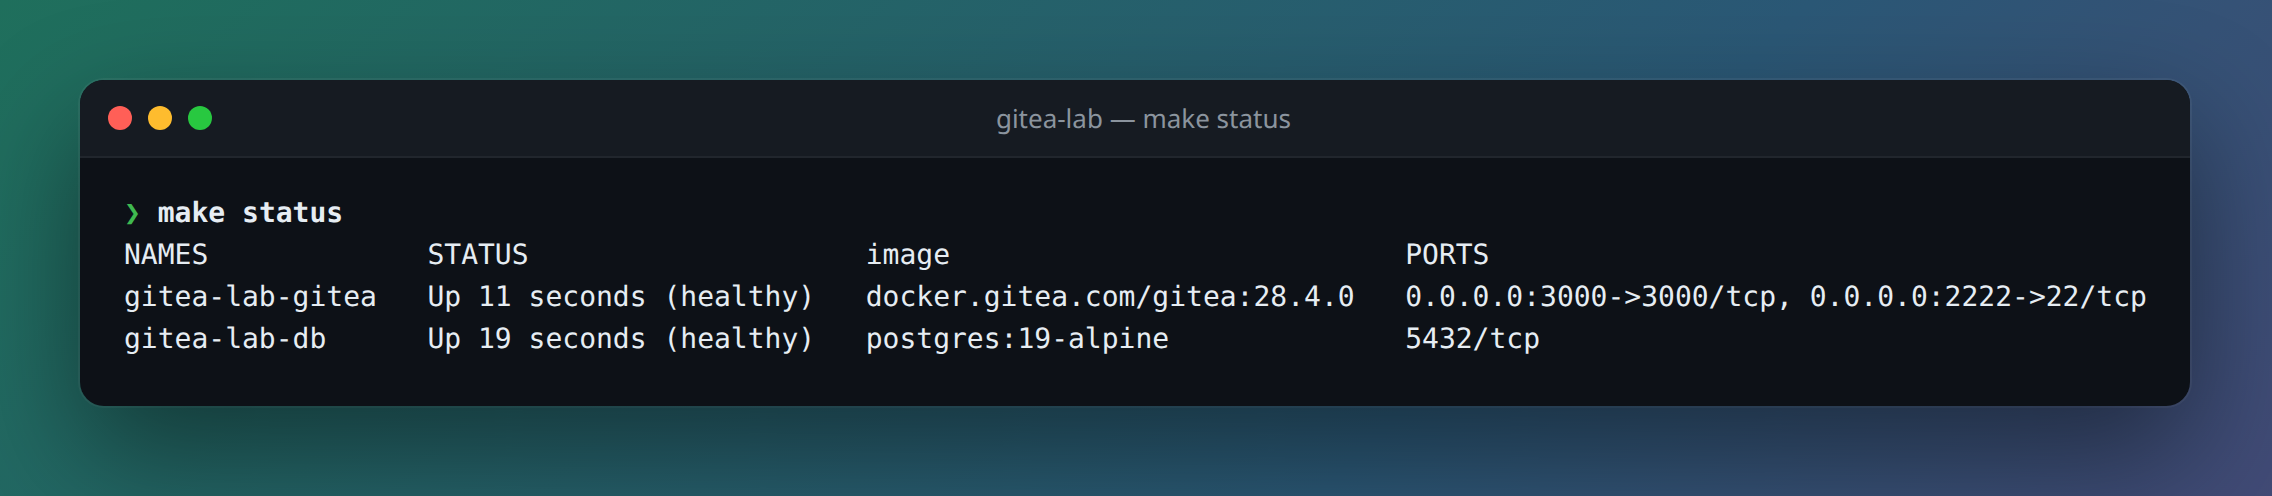 gitea-lab — make status
❯ make status
NAMES STATUS image PORTS
gitea-lab-gitea Up 11 seconds (healthy) docker.gitea.com/gitea:28.4.0 0.0.0.0:3000->3000/tcp, 0.0.0.0:2222->22/tcp
gitea-lab-db Up 19 seconds (healthy) postgres:19-alpine 5432/tcp